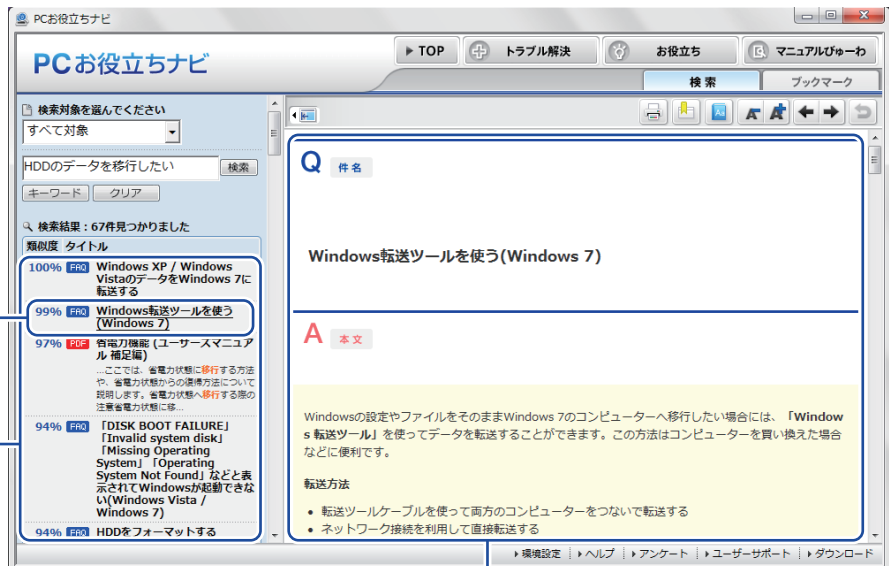 PCお役立ちナビ
PCお役立ちナビ
TOP
トラブル解決
お役立ち
マニュアルびゅーわ
検索
ブックマーク
検索対象を選んでください
すべて対象
HDDのデータを移行したい
検索
キーワード
クリア
検索結果：67件見つかりました
類似度 タイトル
100% FAQ Windows XP / Windows
VistaのデータをWindows 7に
転送する
99% FAQ Windows転送ツールを使う
(Windows 7)
97% PDF 省電力機能 (ユーザーズマニュア
ル 補足編)
...ここでは、省電力状態に移行する方法
や、省電力状態からの復帰方法について
説明します。省電力状態へ移行する際の
注意省電力状態に移...
94% FAQ 「DISK BOOT FAILURE」
「Invalid system disk」
「Missing Operating
System」「Operating
System Not Found」などと表
示されてWindowsが起動できな
い(Windows Vista /
Windows 7)
94% FAQ HDDをフォーマットする
Q 件名
Windows転送ツールを使う(Windows 7)
A 本文
Windowsの設定やファイルをそのままWindows 7のコンピューターへ移行したい場合には、「Window
s 転送ツール」を使ってデータを転送することができます。この方法はコンピューターを買い換えた場合
などに便利です。
転送方法
• 転送ツールケーブルを使って両方のコンピューターをつないで転送する
• ネットワーク接続を利用して直接転送する
環境設定
ヘルプ
アンケート
ユーザーサポート
ダウンロード